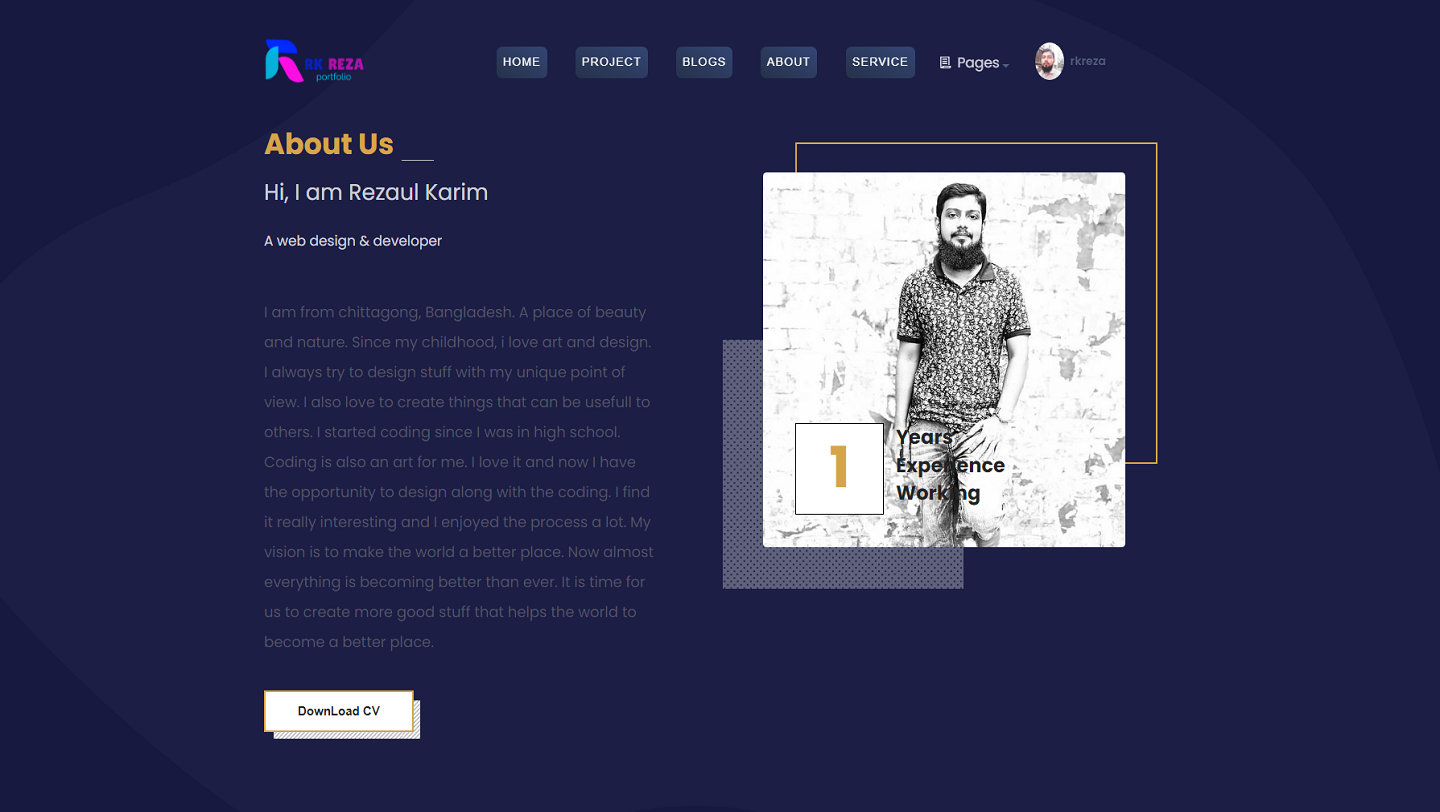 RK REZA
portfolio
HOME
PROJECT
BLOGS
ABOUT
SERVICE
Pages
rkreza
About Us
Hi, I am Rezaul Karim
A web design & developer
I am from chittagong, Bangladesh. A place of beauty
and nature. Since my childhood, i love art and design.
I always try to design stuff with my unique point of
view. I also love to create things that can be usefull to
others. I started coding since I was in high school.
Coding is also an art for me. I love it and now I have
the opportunity to design along with the coding. I find
it really interesting and I enjoyed the process a lot. My
vision is to make the world a better place. Now almost
everything is becoming better than ever. It is time for
us to create more good stuff that helps the world to
become a better place.
DownLoad CV
1
Years
Experience
Working